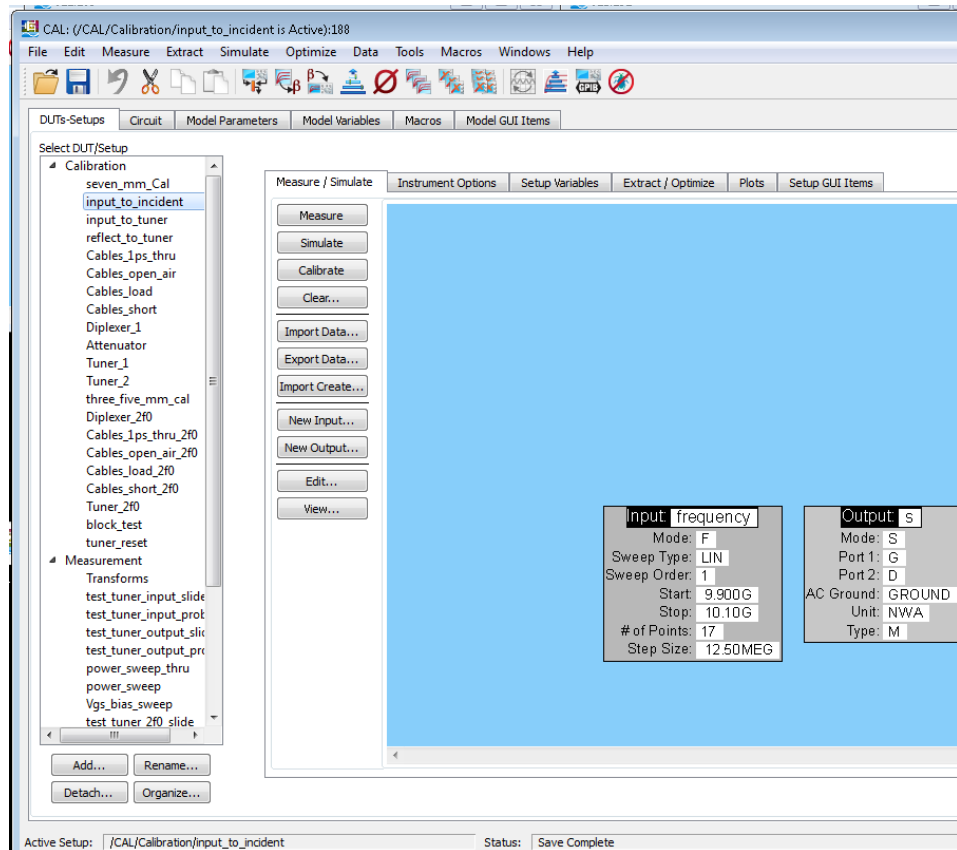 CAL: (/CAL/Calibration/input_to_incident is Active):188
File Edit Measure Extract Simulate Optimize Data Tools Macros Windows Help
β β GPIB
DUTs-Setups Circuit Model Parameters Model Variables Macros Model GUI Items
Select DUT/Setup
Calibration
seven_mm_Cal
input_to_incident
input_to_tuner
reflect_to_tuner
Cables_1ps_thru
Cables_open_air
Cables_load
Cables_short
Diplexer_1
Attenuator
Tuner_1
Tuner_2
three_five_mm_cal
Diplexer_2f0
Cables_1ps_thru_2f0
Cables_open_air_2f0
Cables_load_2f0
Cables_short_2f0
Tuner_2f0
block_test
tuner_reset
Measurement
Transforms
test_tuner_input_slide
test_tuner_input_prob
test_tuner_output_slid
test_tuner_output_pro
power_sweep_thru
power_sweep
Vgs_bias_sweep
test_tuner_2f0_slide
Add... Rename...
Detach... Organize...
Measure / Simulate Instrument Options Setup Variables Extract / Optimize Plots Setup GUI Items
Measure
Simulate
Calibrate
Clear...
Import Data...
Export Data...
Import Create...
New Input...
New Output...
Edit...
View...
Input: frequency
Mode: F
Sweep Type: LIN
Sweep Order: 1
Start: 9.900G
Stop: 10.10G
# of Points: 17
Step Size: 12.50MEG
Output: s
Mode: S
Port 1: G
Port 2: D
AC Ground: GROUND
Unit: NWA
Type: M
Active Setup: /CAL/Calibration/input_to_incident Status: Save Complete